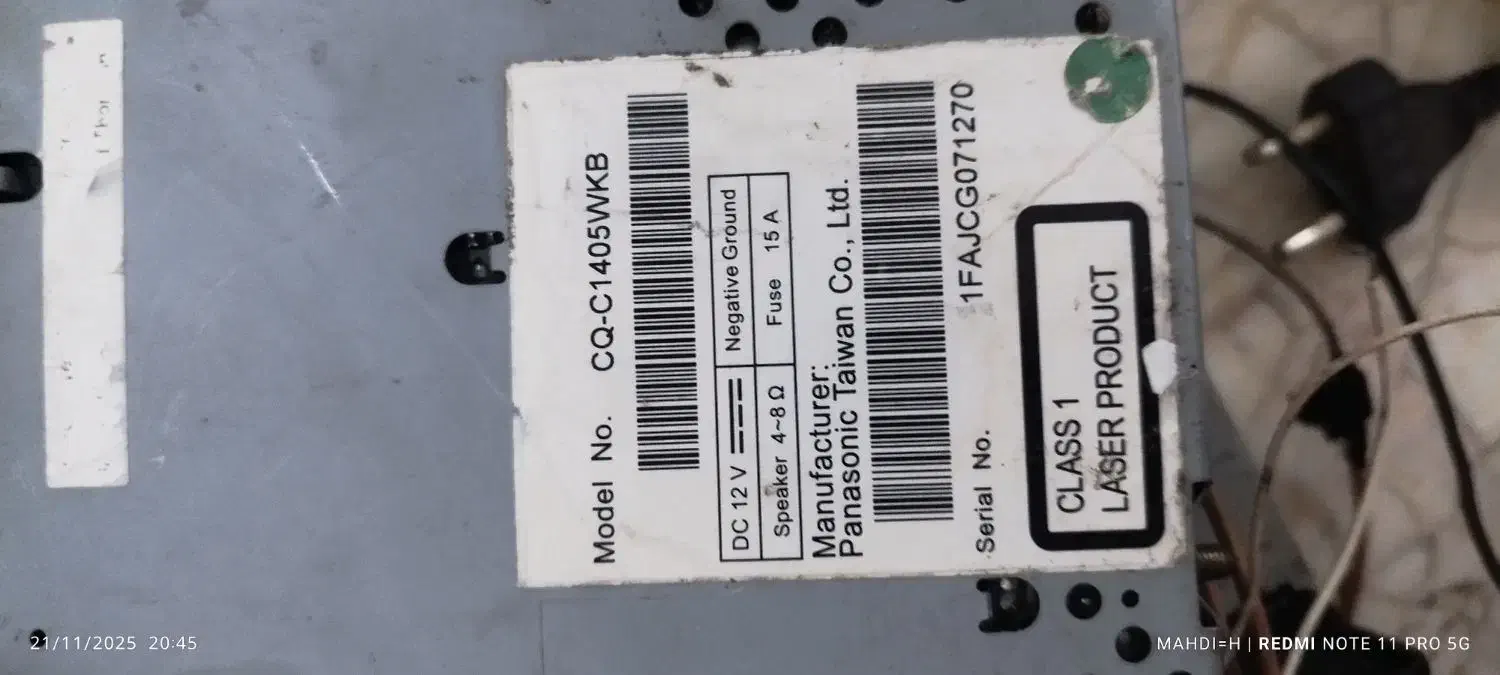 Model No. CQ-C1405WKB
DC 12 V Negative Ground
Speaker 4~8 Ω Fuse 15 A
Manufacturer:
Panasonic Taiwan Co., Ltd.
Serial No. 1FAJCG071270
CLASS 1
LASER PRODUCT
21/11/2025 20:45
MAHDI=H | REDMI NOTE 11 PRO 5G